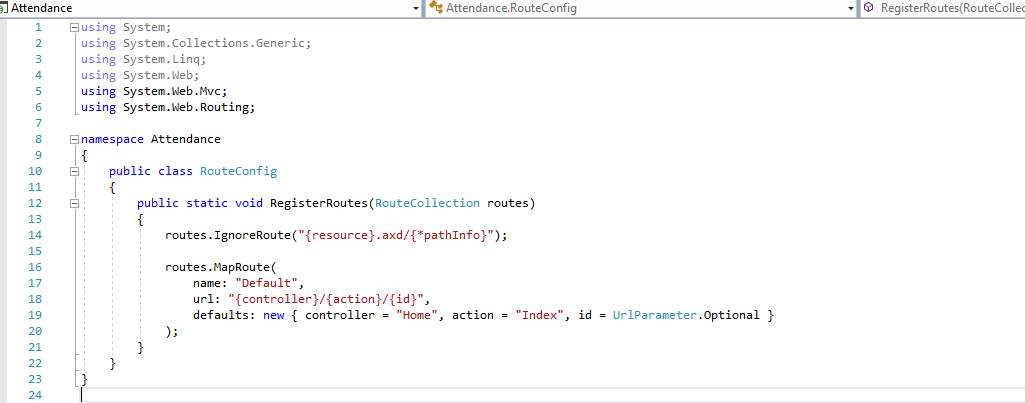 Attendance
Attendance.RouteConfig
RegisterRoutes(RouteCollec
1 using System;
2 using System.Collections.Generic;
3 using System.Linq;
4 using System.Web;
5 using System.Web.Mvc;
6 using System.Web.Routing;
7
8 namespace Attendance
9 {
10     public class RouteConfig
11     {
12         public static void RegisterRoutes(RouteCollection routes)
13         {
14             routes.IgnoreRoute("{resource}.axd/{*pathInfo}");
15
16             routes.MapRoute(
17                 name: "Default",
18                 url: "{controller}/{action}/{id}",
19                 defaults: new { controller = "Home", action = "Index", id = UrlParameter.Optional }
20             );
21         }
22     }
23 }
24